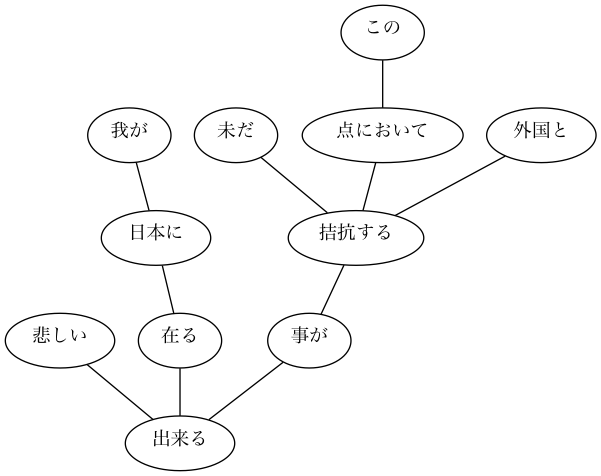 この
我が
未だ
点において
外国と
日本に
拮抗する
悲しい
在る
事が
出来る